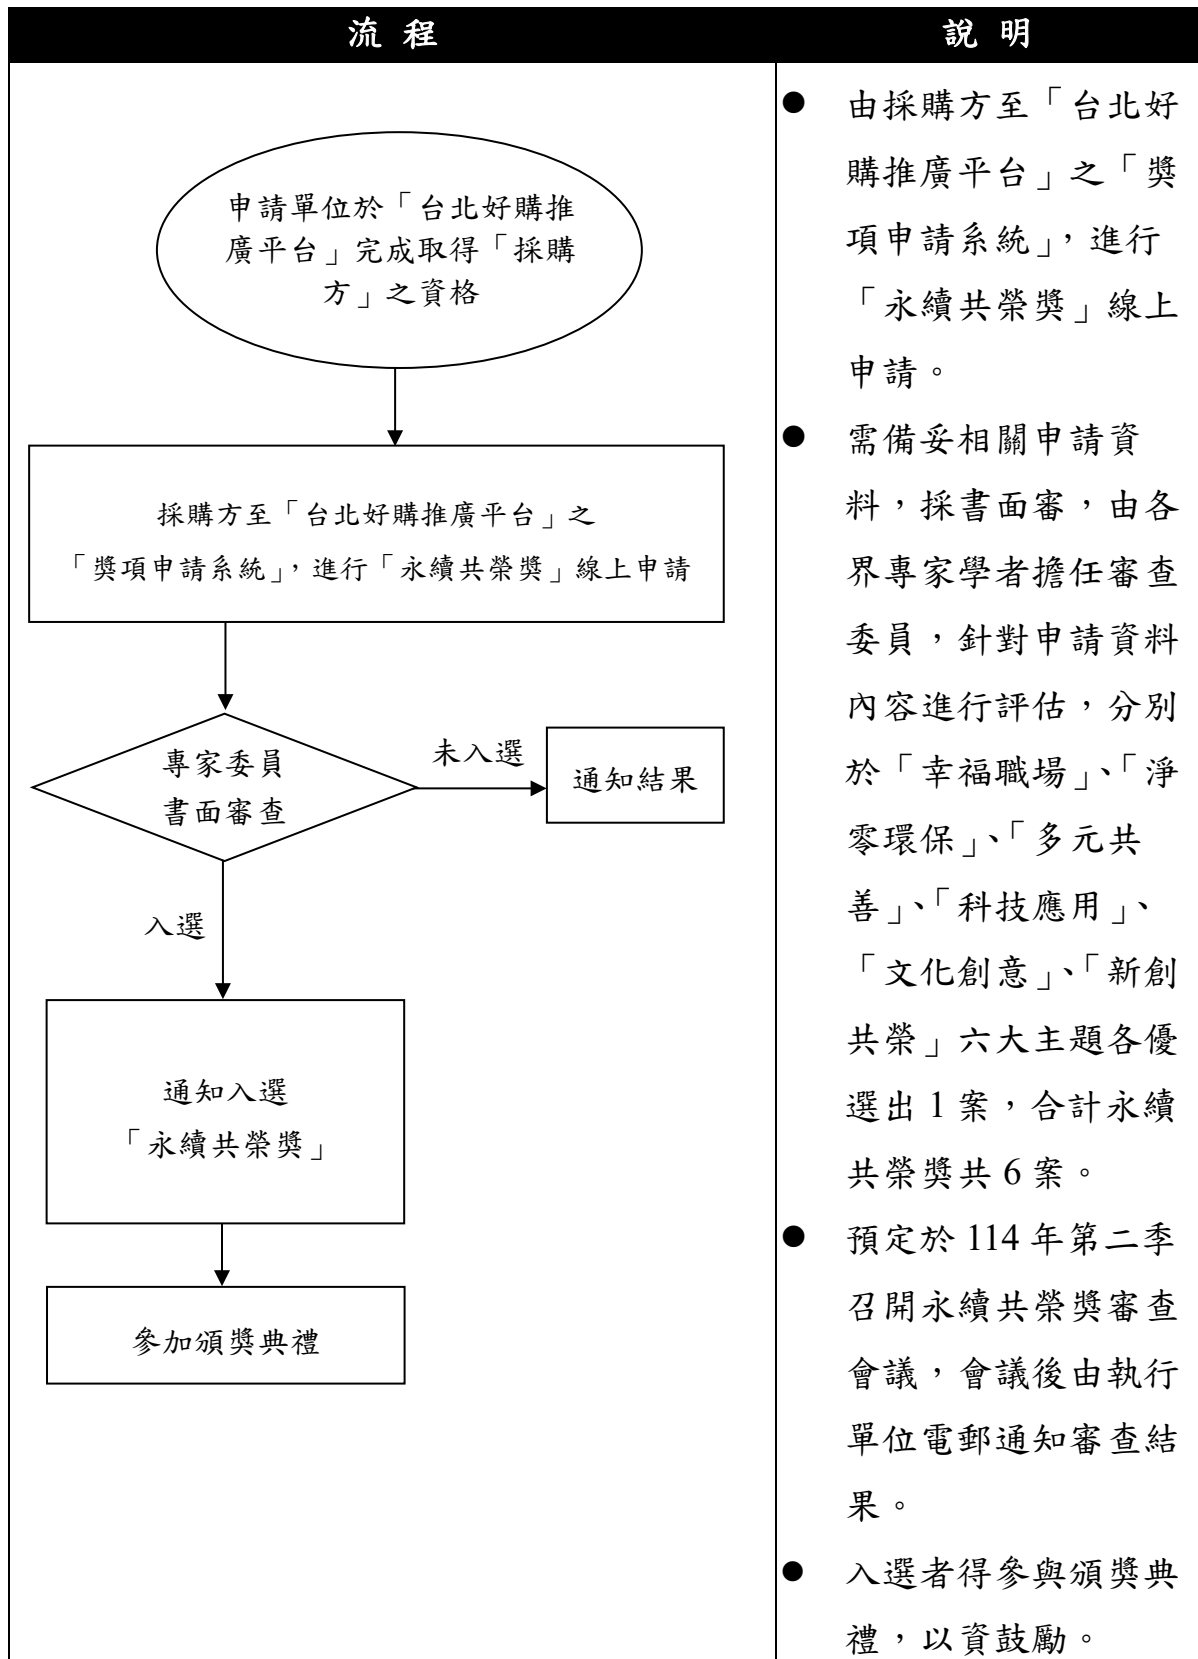 流 程
說 明
申請單位於「台北好購推
廣平台」完成取得「採購
方」之資格
採購方至「台北好購推廣平台」之
「獎項申請系統」，進行「永續共榮獎」線上申請
專家委員
書面審查
未入選
通知結果
入選
通知入選
「永續共榮獎」
參加頒獎典禮
● 由採購方至「台北好
購推廣平台」之「獎
項申請系統」，進行
「永續共榮獎」線上
申請。
● 需備妥相關申請資
料，採書面審，由各
界專家學者擔任審查
委員，針對申請資料
內容進行評估，分別
於「幸福職場」、「淨
零環保」、「多元共
善」、「科技應用」、
「文化創意」、「新創
共榮」六大主題各優
選出 1 案，合計永續
共榮獎共 6 案。
● 預定於 114 年第二季
召開永續共榮獎審查
會議，會議後由執行
單位電郵通知審查結
果。
● 入選者得參與頒獎典
禮，以資鼓勵。